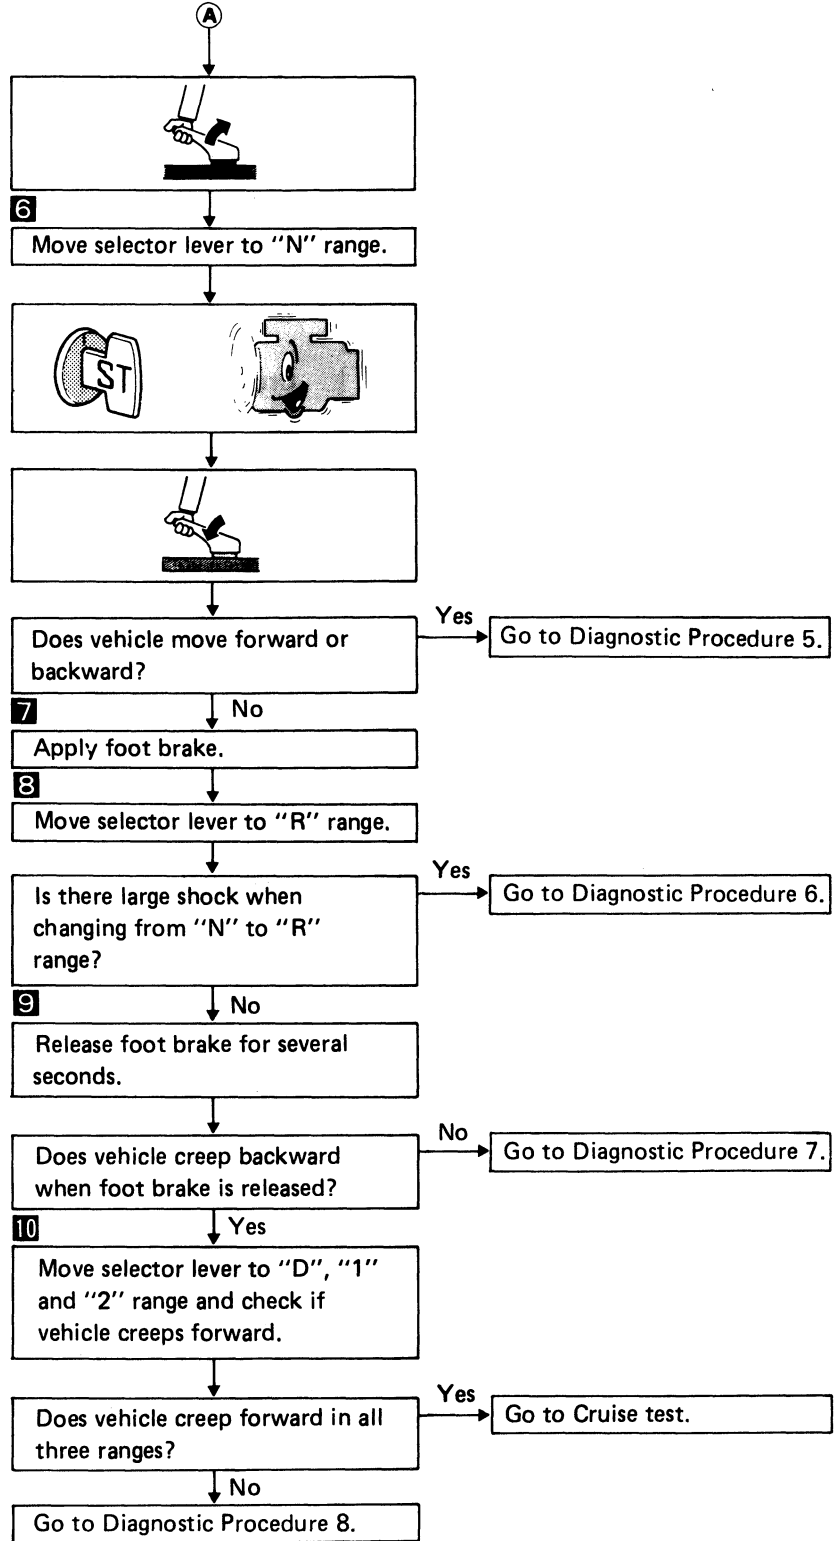 A
6
Move selector lever to “N” range.
ST
Does vehicle move forward or
backward?
Yes
Go to Diagnostic Procedure 5.
7
No
Apply foot brake.
8
Move selector lever to “R” range.
Is there large shock when
changing from “N” to “R”
range?
Yes
Go to Diagnostic Procedure 6.
9
No
Release foot brake for several
seconds.
Does vehicle creep backward
when foot brake is released?
No
Go to Diagnostic Procedure 7.
10
Yes
Move selector lever to “D”, “1”
and “2” range and check if
vehicle creeps forward.
Does vehicle creep forward in all
three ranges?
Yes
Go to Cruise test.
No
Go to Diagnostic Procedure 8.